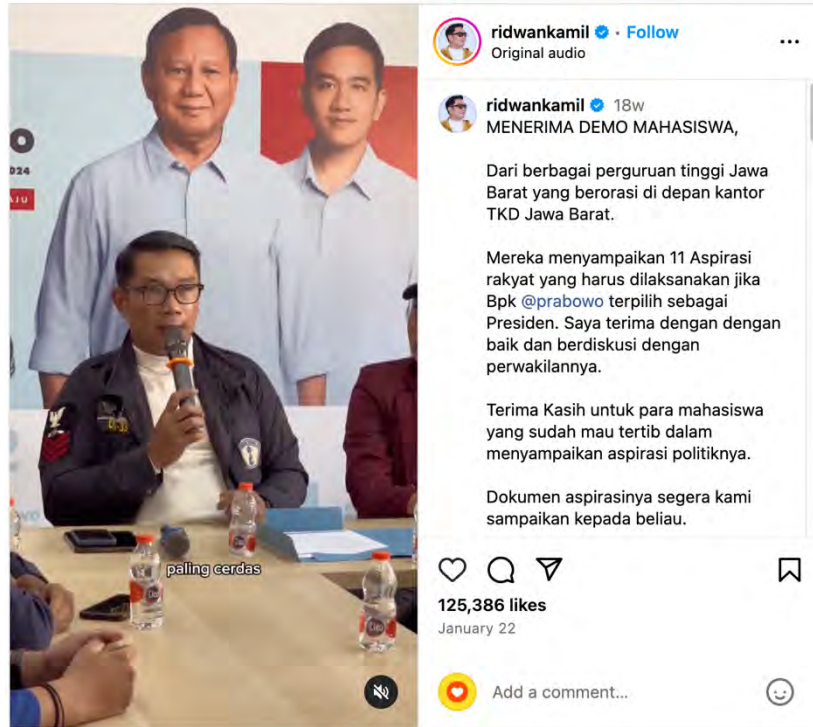 O
2024
AJU
paling cerdas
ridwankamil · Follow
Original audio
ridwankamil 18w
MENERIMA DEMO MAHASISWA,
Dari berbagai perguruan tinggi Jawa
Barat yang berorasi di depan kantor
TKD Jawa Barat.
Mereka menyampaikan 11 Aspirasi
rakyat yang harus dilaksanakan jika
Bpk @prabowo terpilih sebagai
Presiden. Saya terima dengan dengan
baik dan berdiskusi dengan
perwakilannya.
Terima Kasih untuk para mahasiswa
yang sudah mau tertib dalam
menyampaikan aspirasi politiknya.
Dokumen aspirasinya segera kami
sampaikan kepada beliau.
125,386 likes
January 22
Add a comment...